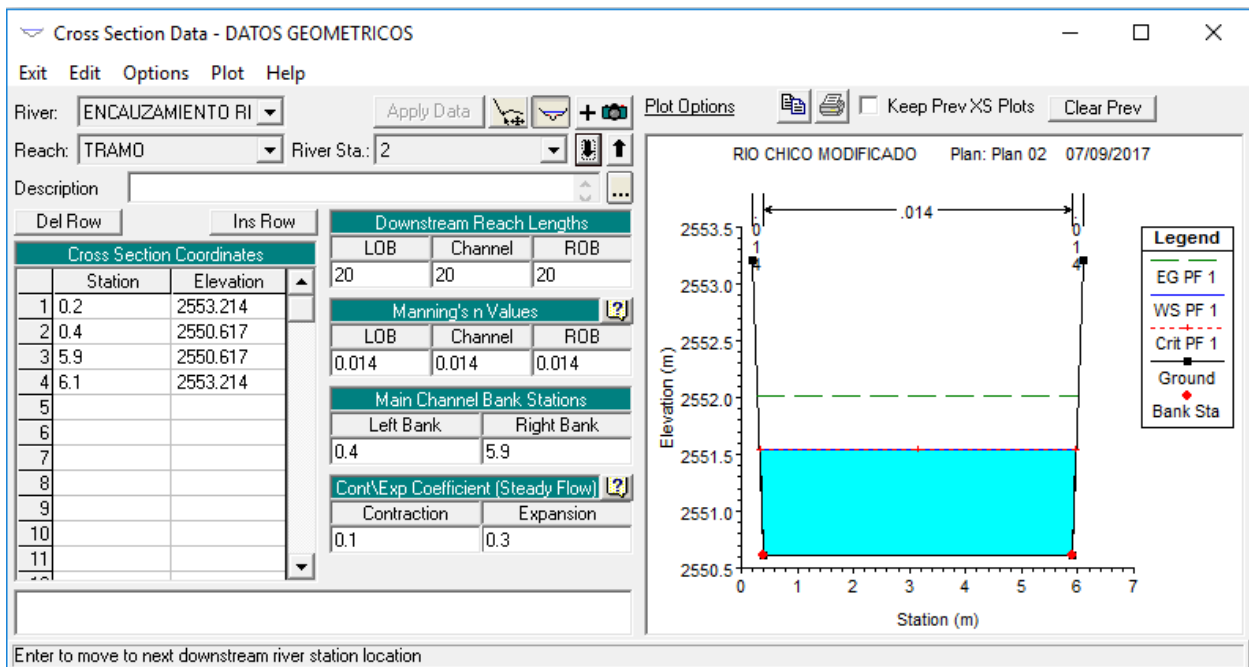 Cross Section Data - DATOS GEOMETRICOS
Exit Edit Options Plot Help
River: ENCAUZAMIENTO RI
Apply Data
Plot Options
Keep Prev XS Plots
Clear Prev
Reach: TRAMO
River Sta.: 2
Description
...
Del Row
Ins Row
Cross Section Coordinates
Station Elevation
1 0.2 2553.214
2 0.4 2550.617
3 5.9 2550.617
4 6.1 2553.214
5
6
7
8
9
10
11
Downstream Reach Lengths
LOB Channel ROB
20 20 20
Manning's n Values
LOB Channel ROB
0.014 0.014 0.014
Main Channel Bank Stations
Left Bank Right Bank
0.4 5.9
Cont\Exp Coefficient (Steady Flow)
Contraction Expansion
0.1 0.3
RIO CHICO MODIFICADO Plan: Plan 02 07/09/2017
.014
.014
.014
2553.5
2553.0
2552.5
2552.0
2551.5
2551.0
2550.5
Elevation (m)
0 1 2 3 4 5 6 7
Station (m)
Legend
EG PF 1
WS PF 1
Crit PF 1
Ground
Bank Sta
Enter to move to next downstream river station location